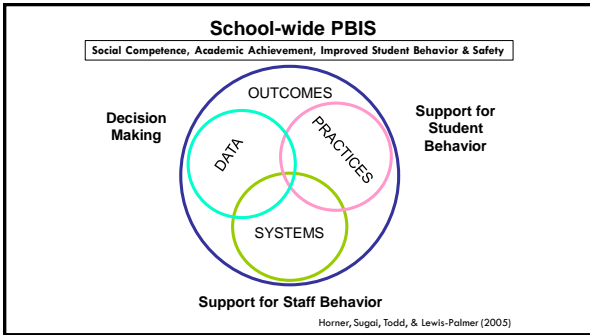 School-wide PBIS
Social Competence, Academic Achievement, Improved Student Behavior & Safety
OUTCOMES
Decision
Making
Support for
Student
Behavior
DATA
PRACTICES
SYSTEMS
Support for Staff Behavior
Horner, Sugai, Todd, & Lewis-Palmer (2005)